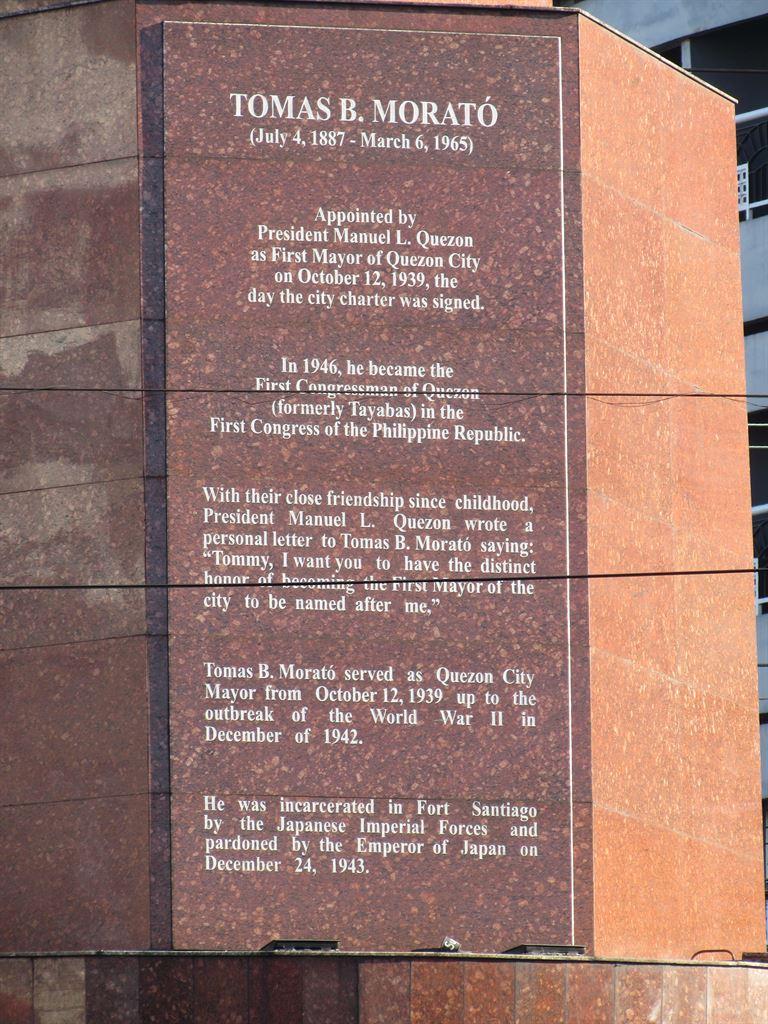 TOMAS B. MORATÓ
(July 4, 1887 - March 6, 1965)
Appointed by
President Manuel L. Quezon
as First Mayor of Quezon City
on October 12, 1939, the
day the city charter was signed.
In 1946, he became the
First Congressman of Quezon
(formerly Tayabas) in the
First Congress of the Philippine Republic.
With their close friendship since childhood,
President Manuel L. Quezon wrote a
personal letter to Tomas B. Morató saying:
“Tommy, I want you to have the distinct
honor of becoming the First Mayor of the
city to be named after me,”
Tomas B. Morató served as Quezon City
Mayor from October 12, 1939 up to the
outbreak of the World War II in
December of 1942.
He was incarcerated in Fort Santiago
by the Japanese Imperial Forces and
pardoned by the Emperor of Japan on
December 24, 1943.